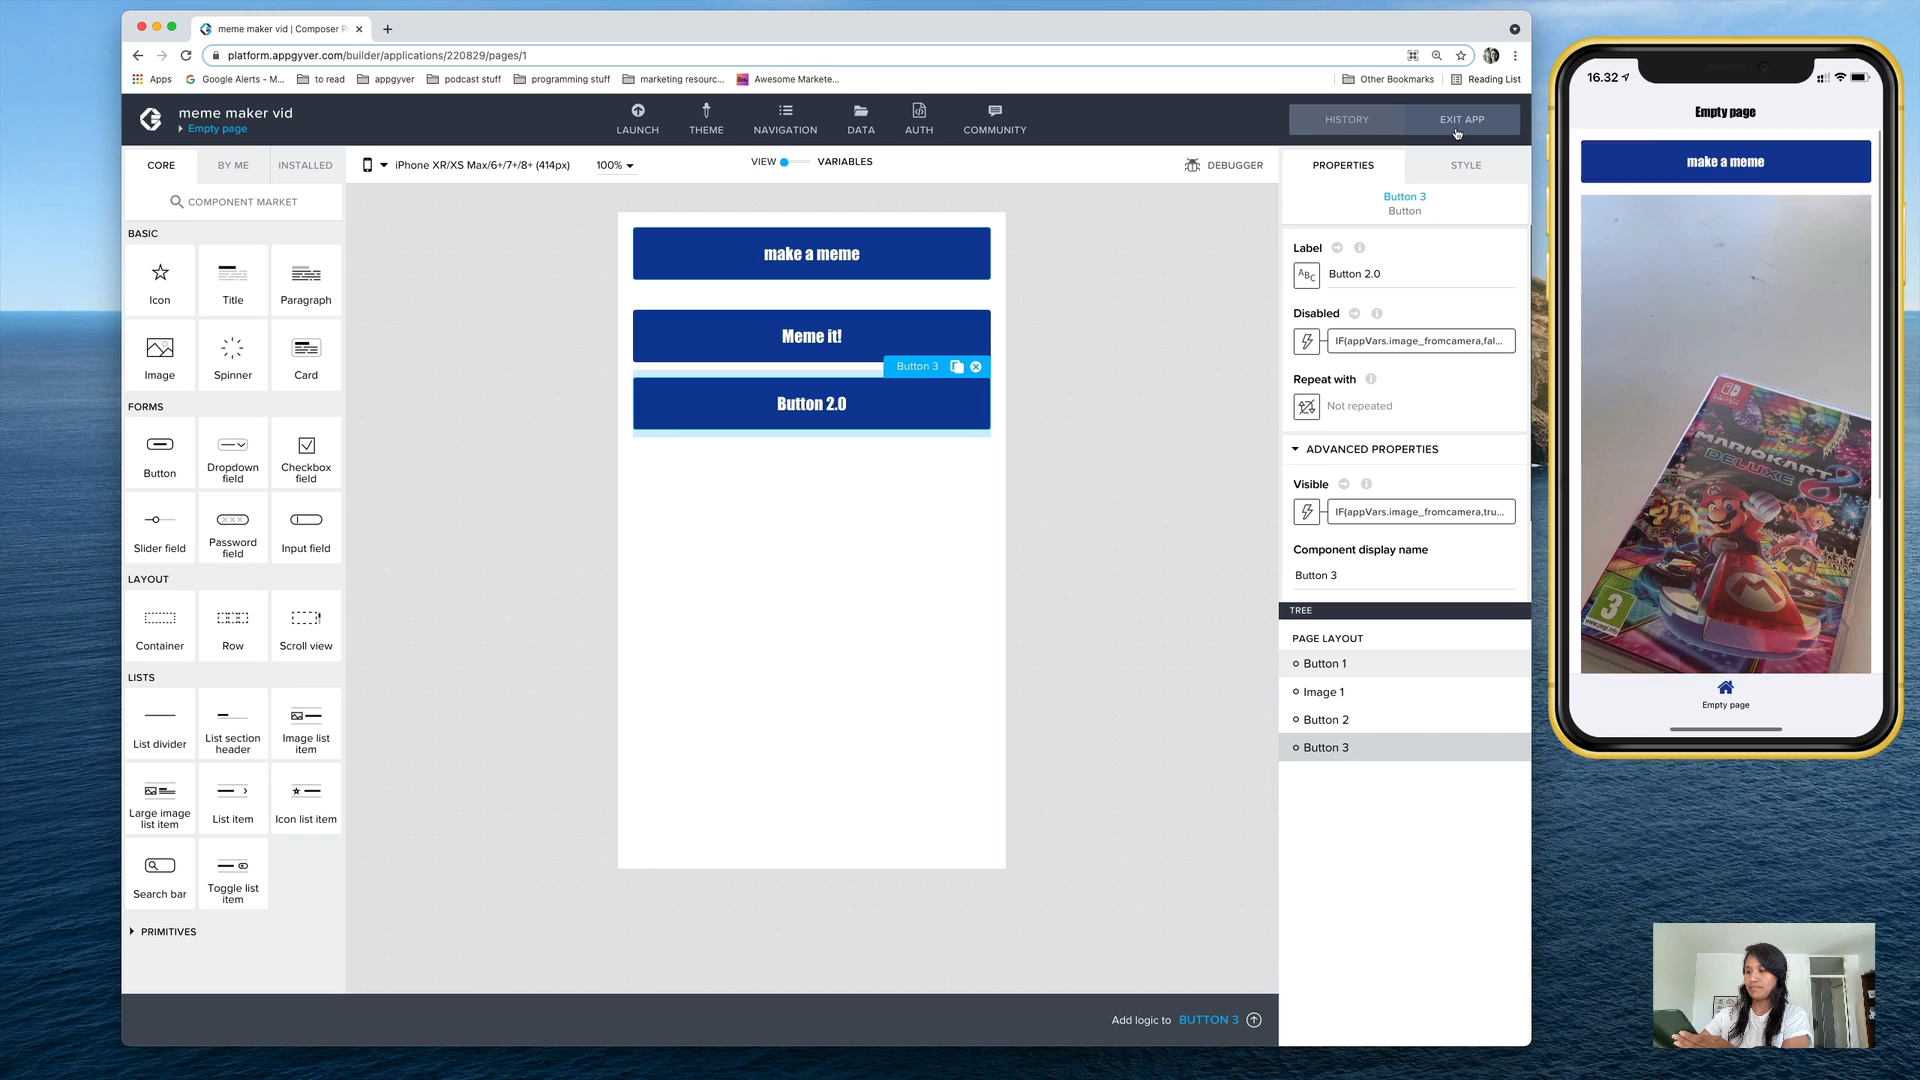 meme maker vid | Composer P
platform.appgyver.com/builder/applications/220829/pages/1
Apps
Google Alerts - M...
to read
appgyver
podcast stuff
programming stuff
marketing resourc...
Awesome Markete...
Other Bookmarks
Reading List
meme maker vid
Empty page
LAUNCH
THEME
NAVIGATION
DATA
AUTH
COMMUNITY
HISTORY
EXIT APP
CORE
BY ME
INSTALLED
iPhone XR/XS Max/6+/7+/8+ (414px)
100%
VIEW
VARIABLES
DEBUGGER
COMPONENT MARKET
BASIC
Icon
Title
Paragraph
Image
Spinner
Card
FORMS
Button
Dropdown
field
Checkbox
field
Slider field
Password
field
Input field
LAYOUT
Container
Row
Scroll view
LISTS
List divider
List section
header
Image list
item
Large image
list item
List item
Icon list item
Search bar
Toggle list
item
PRIMITIVES
make a meme
Meme it!
Button 3
Button 2.0
Add logic to BUTTON 3
PROPERTIES
STYLE
Button 3
Button
Label
ABC
Button 2.0
Disabled
IF(appVars.image_fromcamera,fal...
Repeat with
Not repeated
ADVANCED PROPERTIES
Visible
IF(appVars.image_fromcamera,tru...
Component display name
Button 3
TREE
PAGE LAYOUT
Button 1
Image 1
Button 2
Button 3
16.32
Empty page
make a meme
MARIOKART
8
DELUXE
3
Empty page